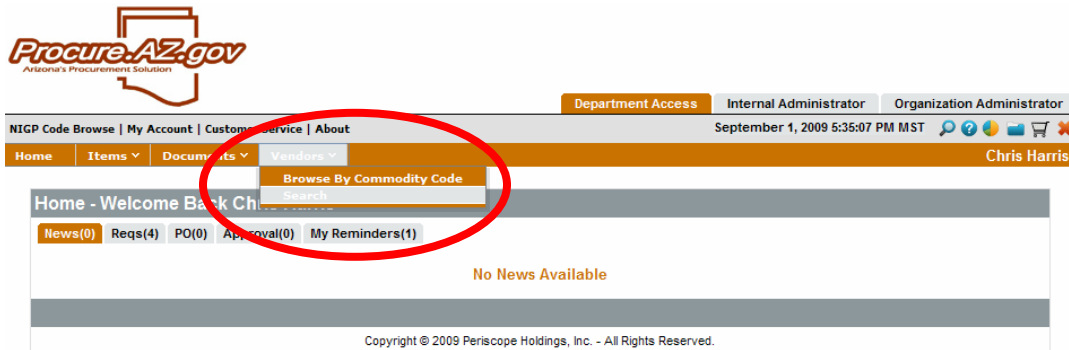 Procure.AZ.gov
Arizona's Procurement Solution
Department Access Internal Administrator Organization Administrator
NIGP Code Browse | My Account | Customer Service | About September 1, 2009 5:35:07 PM MST
Home Items Documents Vendors Chris Harris
Browse By Commodity Code
Search
Home - Welcome Back Chris Harris
News(0) Reqs(4) PO(0) Approval(0) My Reminders(1)
No News Available
Copyright © 2009 Periscope Holdings, Inc. - All Rights Reserved.